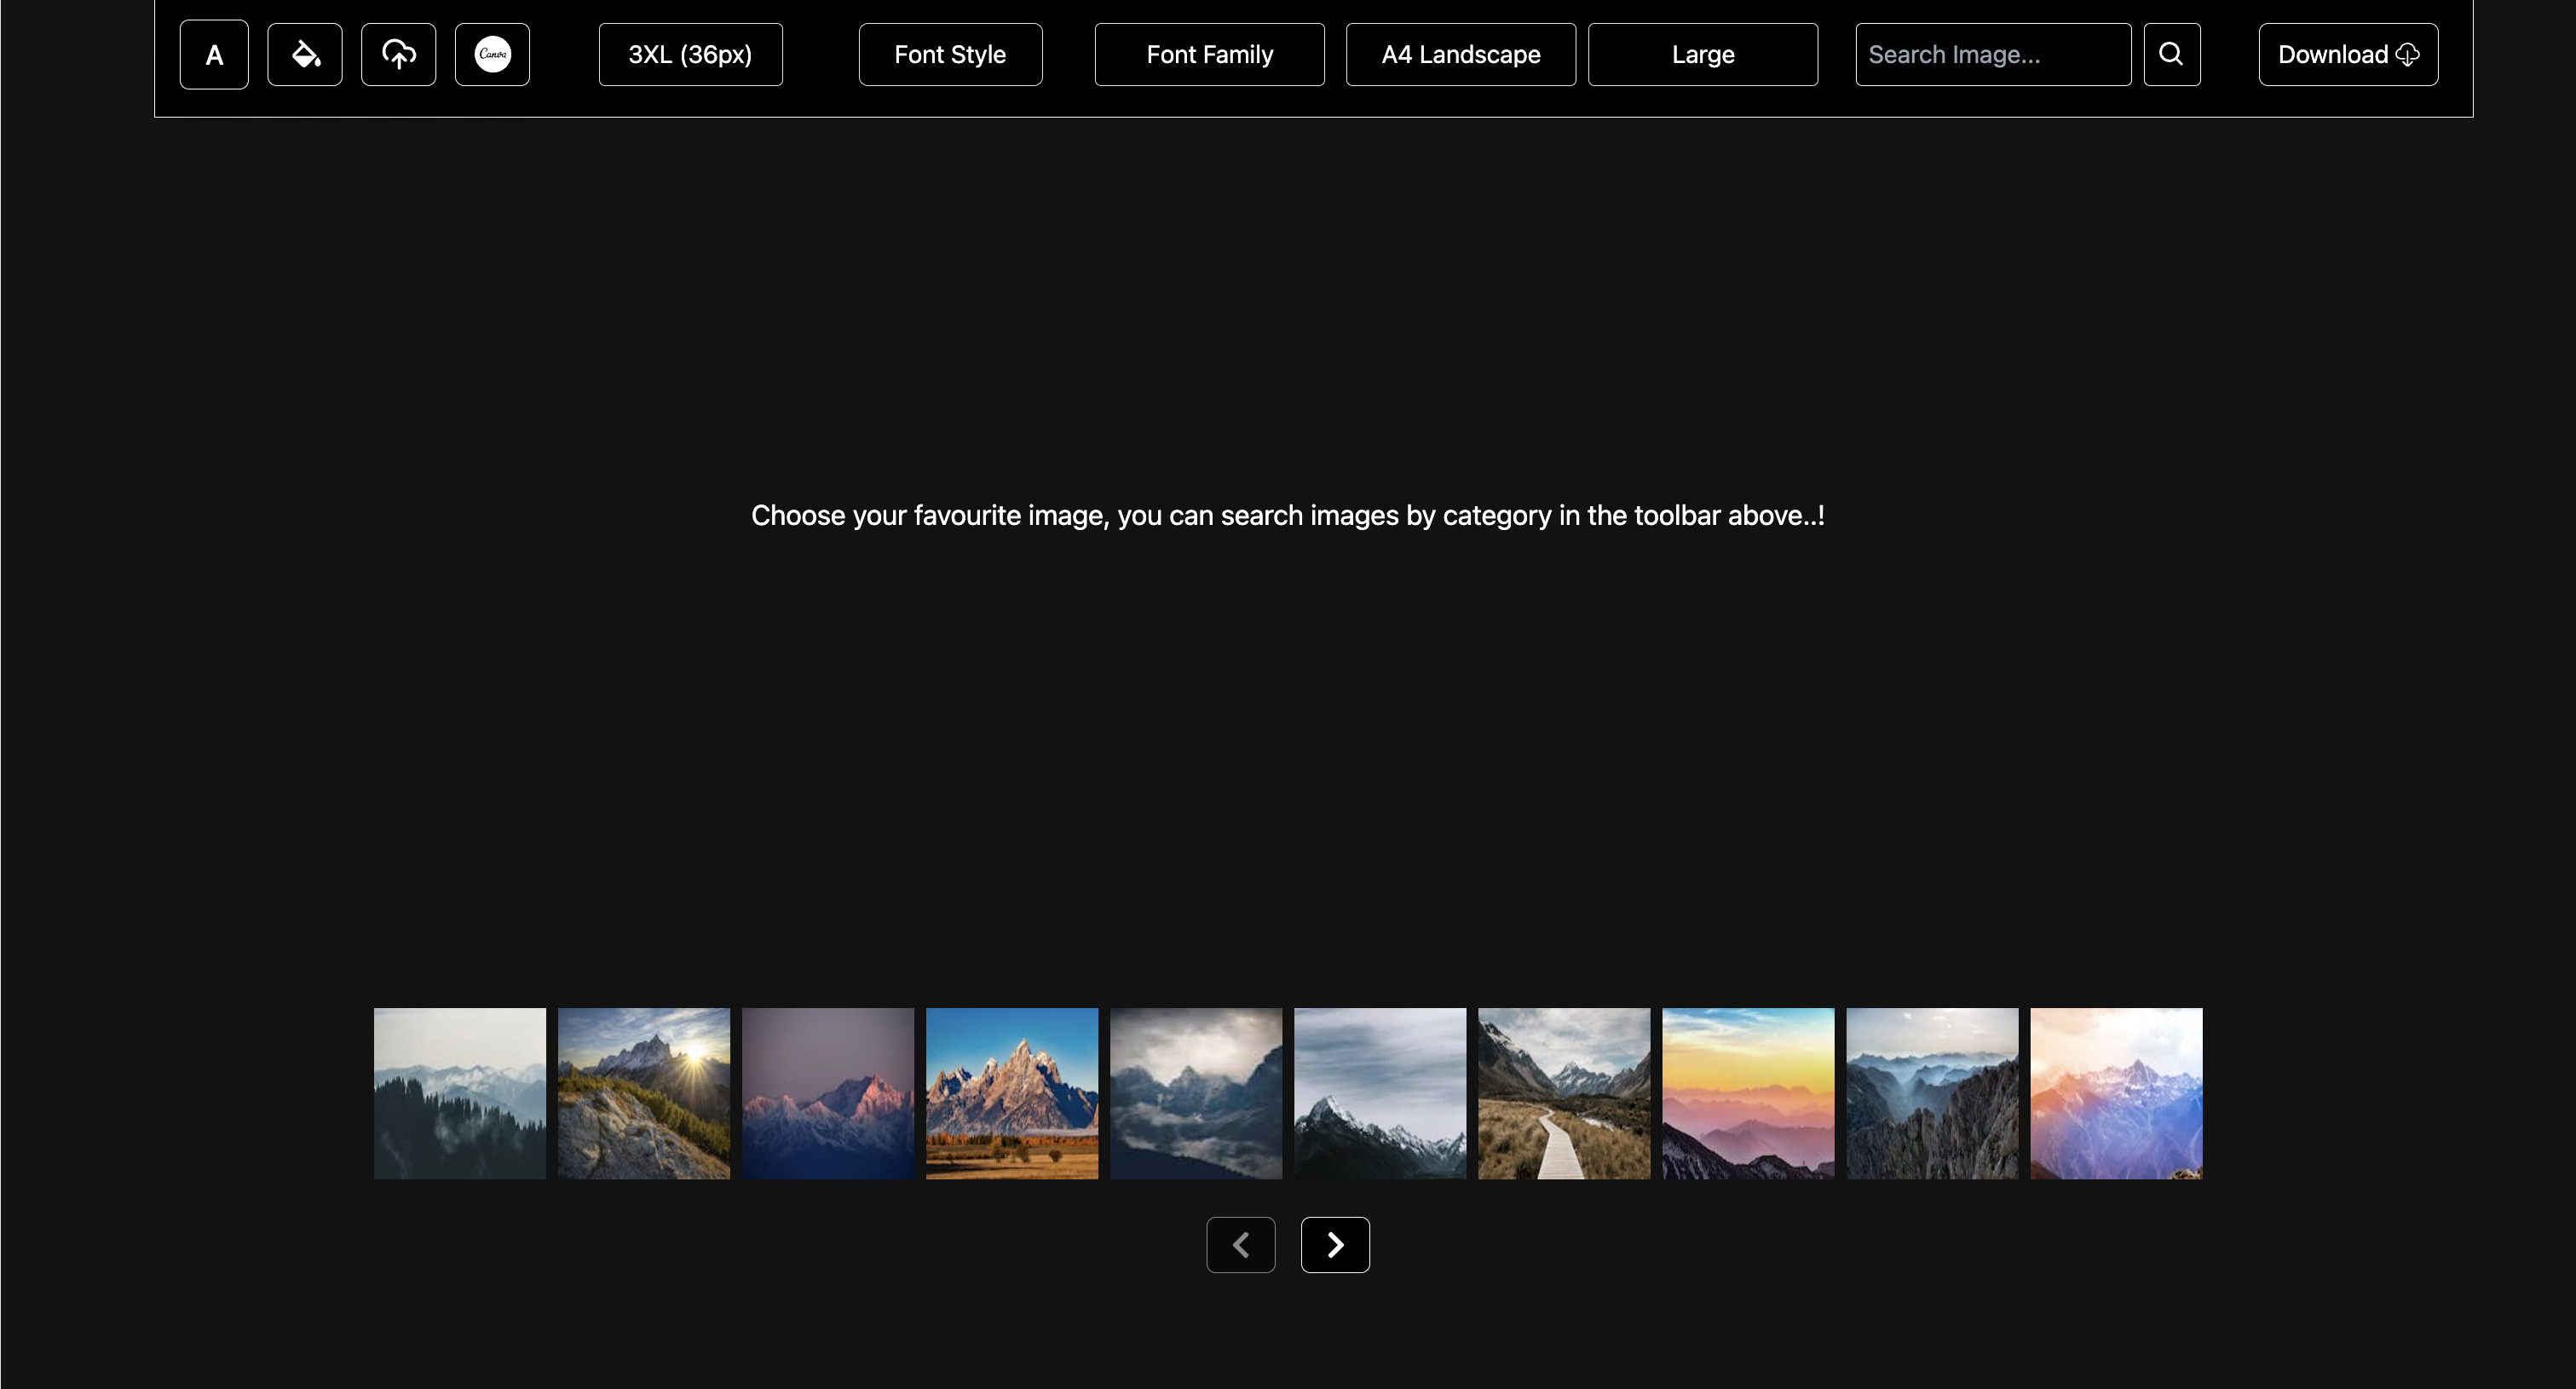 A
Canva
3XL (36px)
Font Style
Font Family
A4 Landscape
Large
Search Image...
Download
Choose your favourite image, you can search images by category in the toolbar above..!